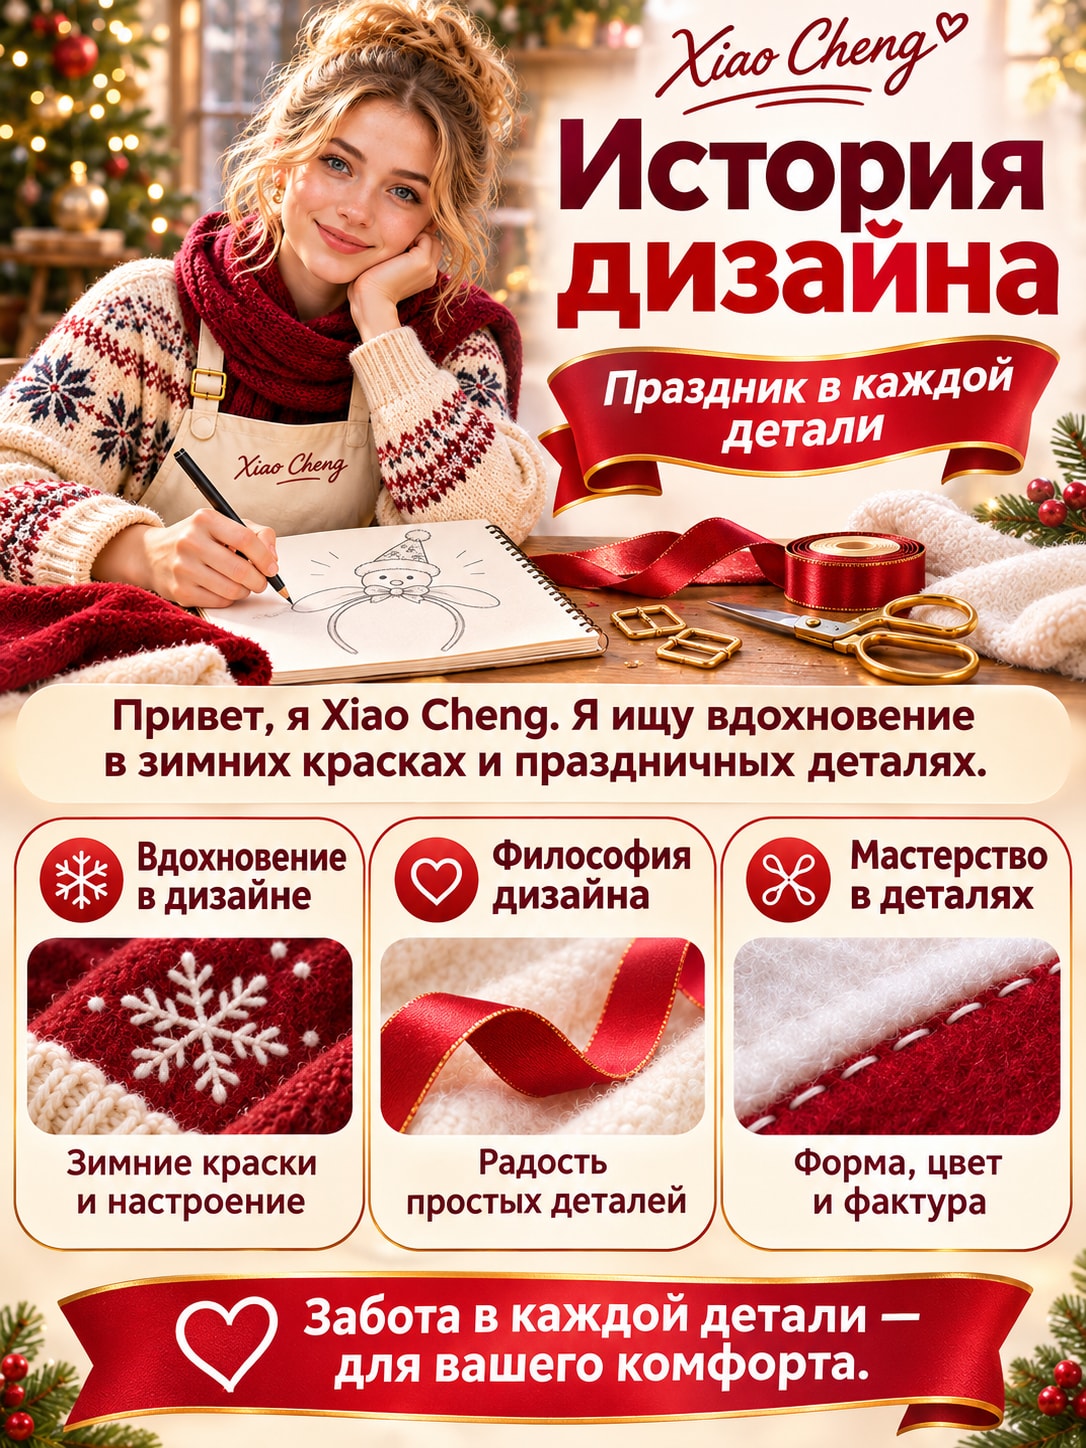 Xiao Cheng
История
дизайна
Праздник в каждой
детали
Xiao Cheng
Привет, я Xiao Cheng. Я ищу вдохновение
в зимних красках и праздничных деталях.
Вдохновение
в дизайне
Зимние краски
и настроение
Философия
дизайна
Радость
простых деталей
Мастерство
в деталях
Форма, цвет
и фактура
Забота в каждой детали —
для вашего комфорта.